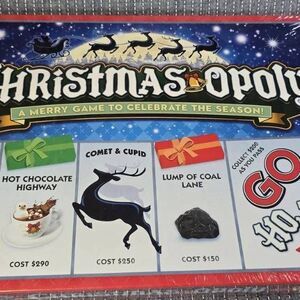 CHRISTMAS-OPOLY
A MERRY GAME TO CELEBRATE THE SEASON!
HOT CHOCOLATE
HIGHWAY
COST $290
COMET & CUPID
COST $250
LUMP OF COAL
LANE
COST $150
COLLECT $200
AS YOU PASS
GO
HO